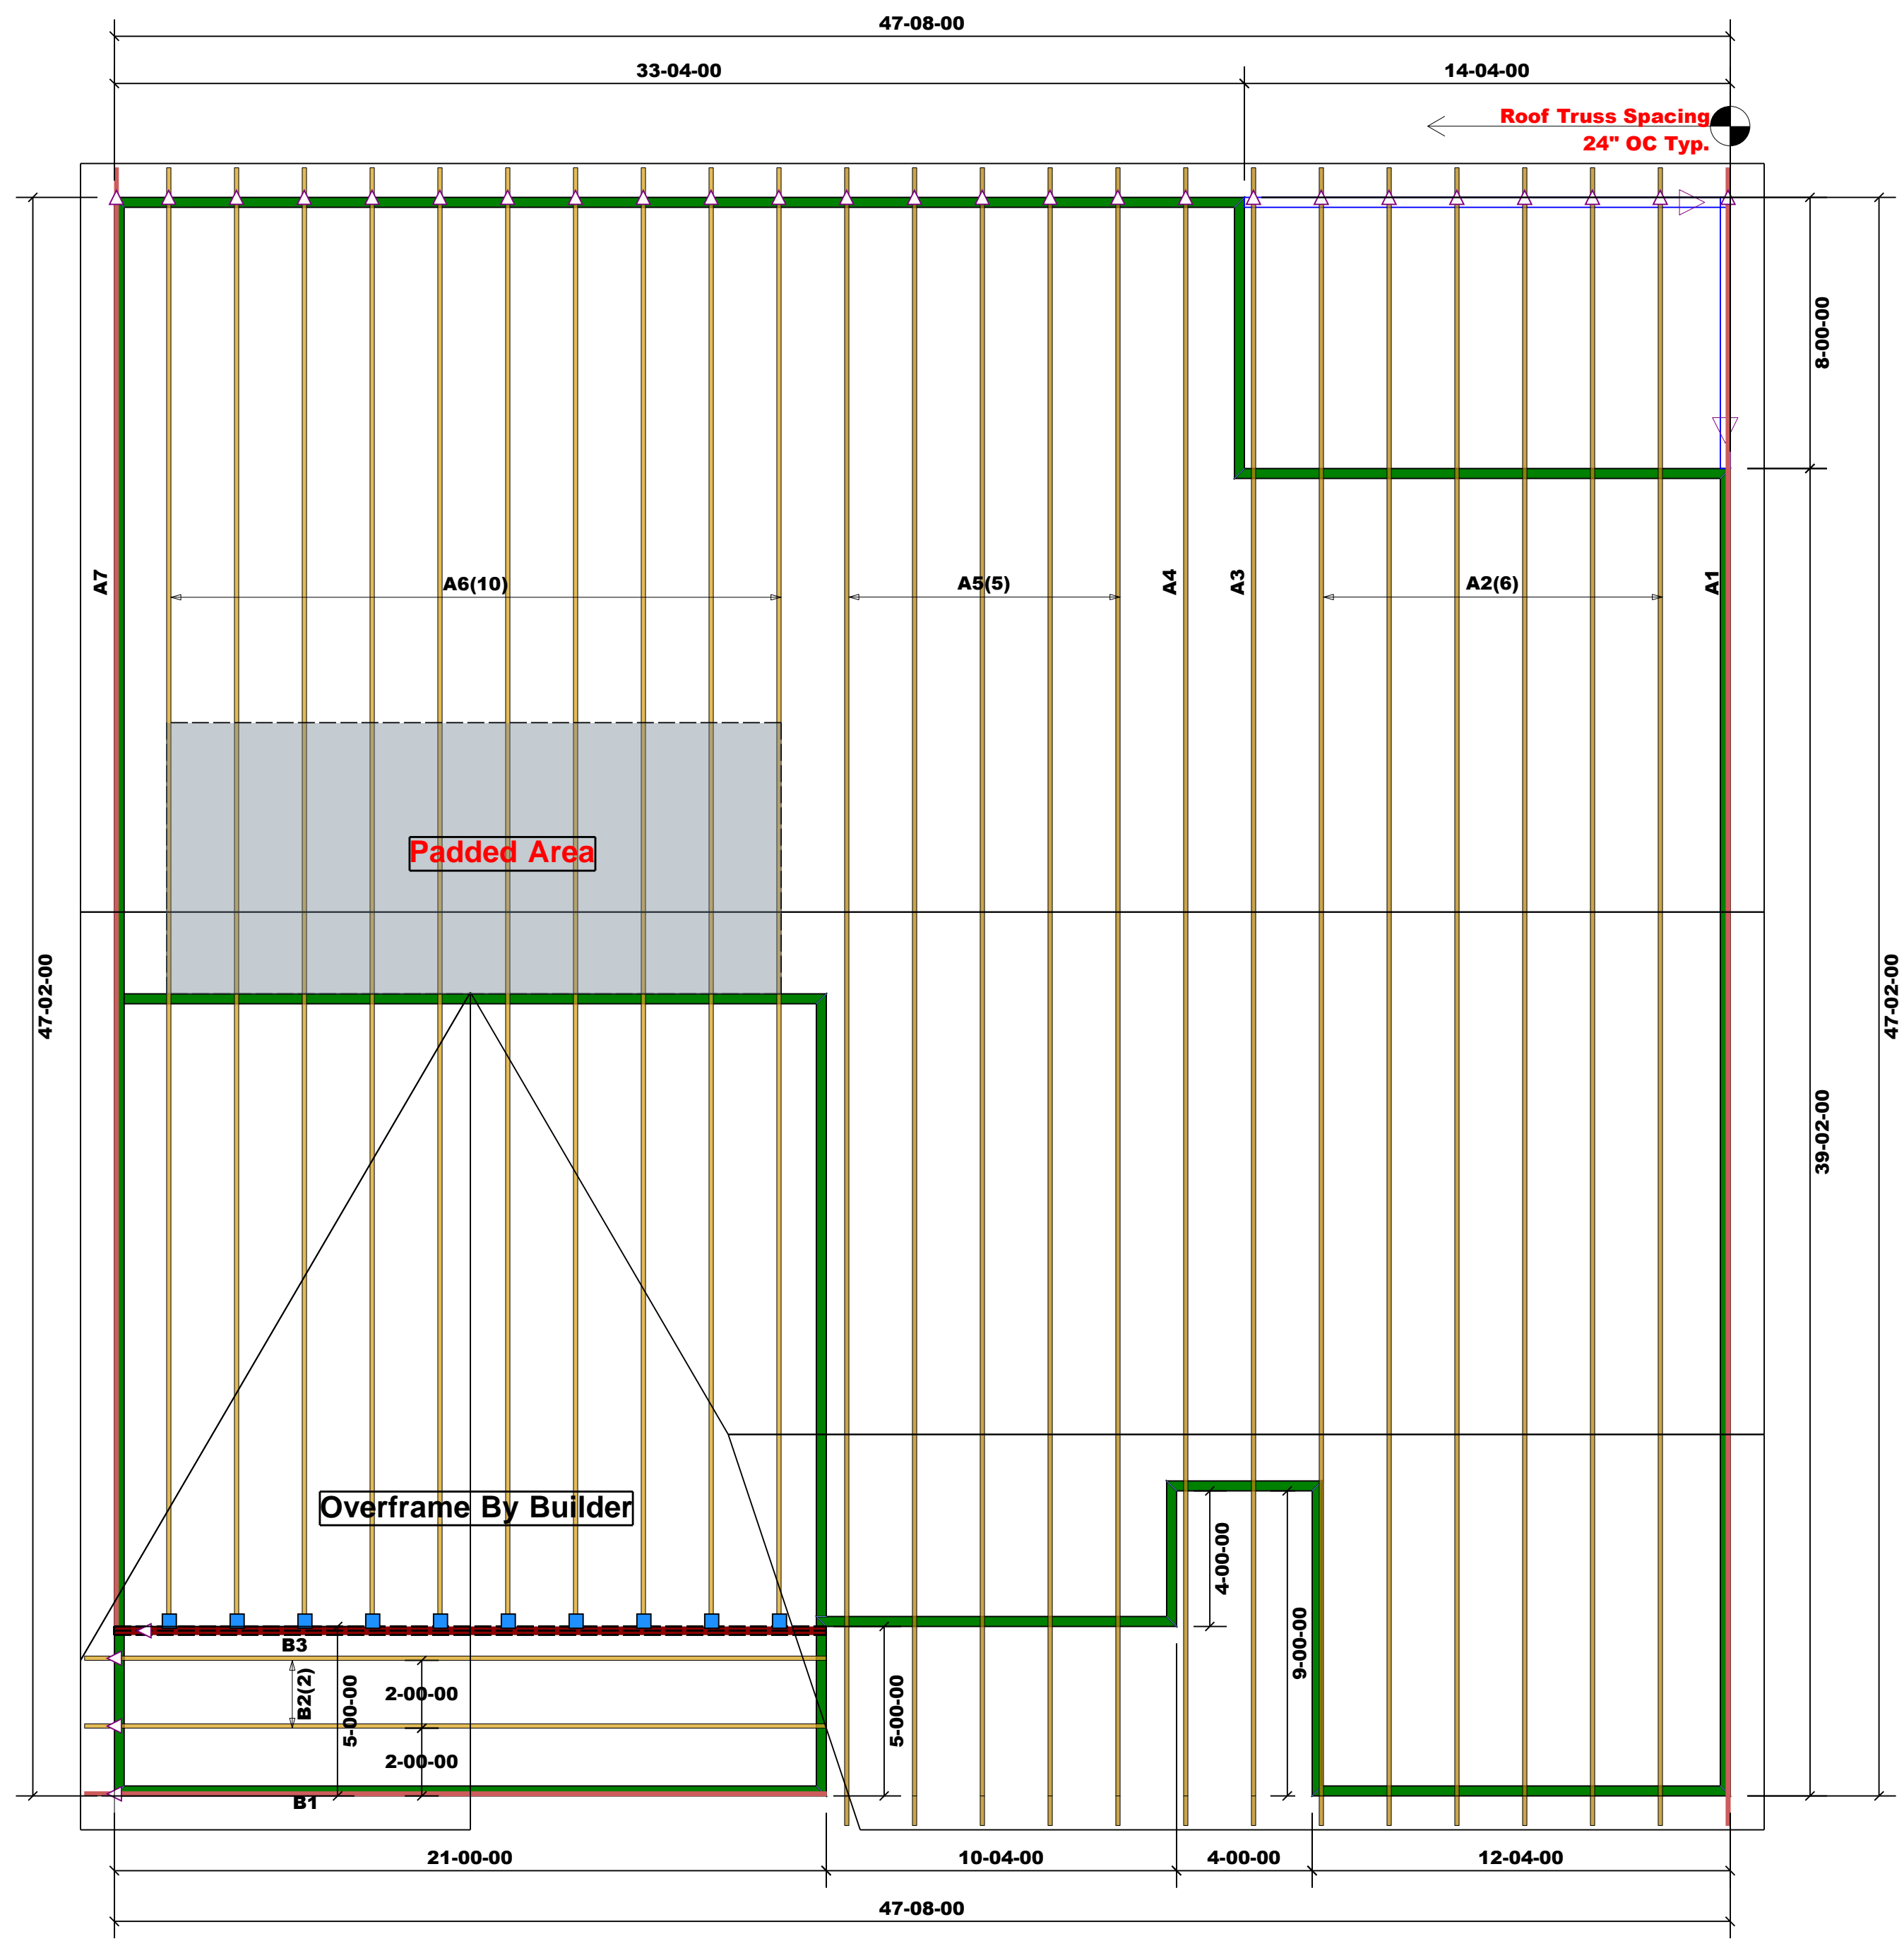 47-08-00
33-04-00
14-04-00
Roof Truss Spacing
24" OC Typ.
8-00-00
A7
A6(10)
A5(5)
A4
A3
A2(6)
A1
Padded Area
47-02-00
47-02-00
39-02-00
Overframe By Builder
4-00-00
9-00-00
B3
B2(2)
5-00-00
2-00-00
5-00-00
2-00-00
B1
21-00-00
10-04-00
4-00-00
12-04-00
47-08-00